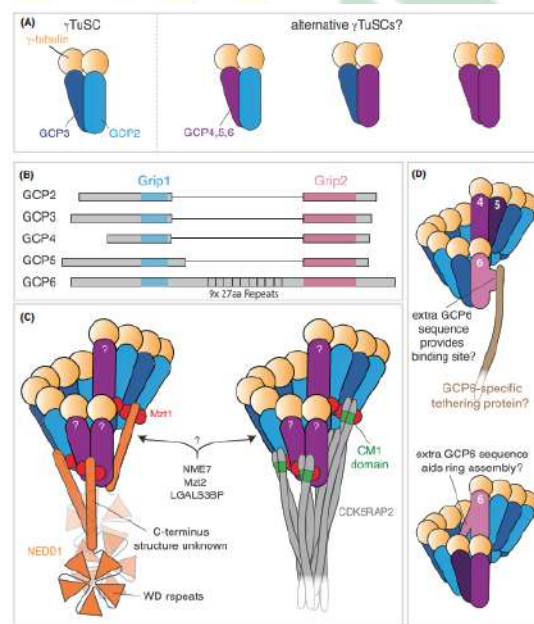 (A)
γTuSC
alternative γTuSCs?
γ-tubulin
GCP3
GCP2
GCP4,5,6
(B)
Grip1
Grip2
GCP2
GCP3
GCP4
GCP5
GCP6
9x 27aa Repeats
(C)
?
?
?
Mzt1
?
NME7
Mzt2
LGALS3BP
C-terminus
structure unknown
NEDD1
WD repeats
?
?
?
CM1
domain
CDK5RAP2
(D)
4
5
6
extra GCP6
sequence
provides
binding site?
GCP6-specific
tethering protein?
extra GCP6 sequence
aids ring assembly?
6